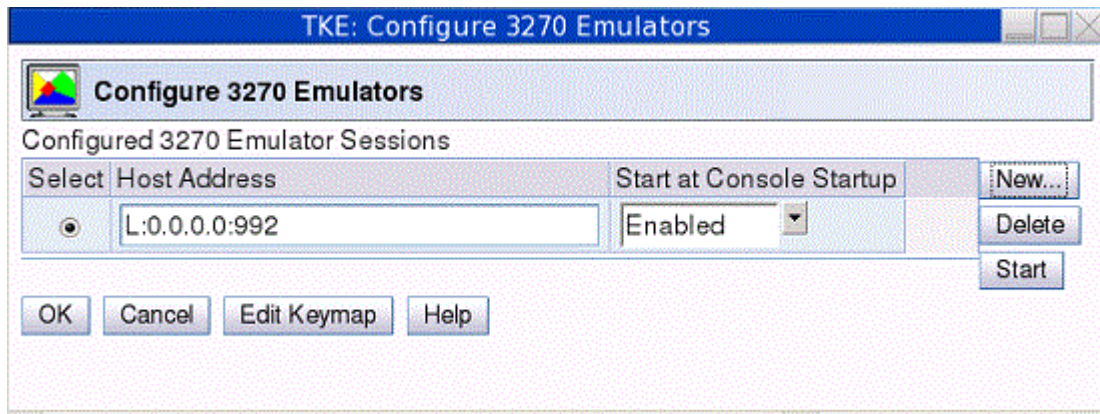 TKE: Configure 3270 Emulators
Configure 3270 Emulators
Configured 3270 Emulator Sessions
Select Host Address Start at Console Startup New...
L:0.0.0.0:992 Enabled Delete
Start
OK Cancel Edit Keymap Help